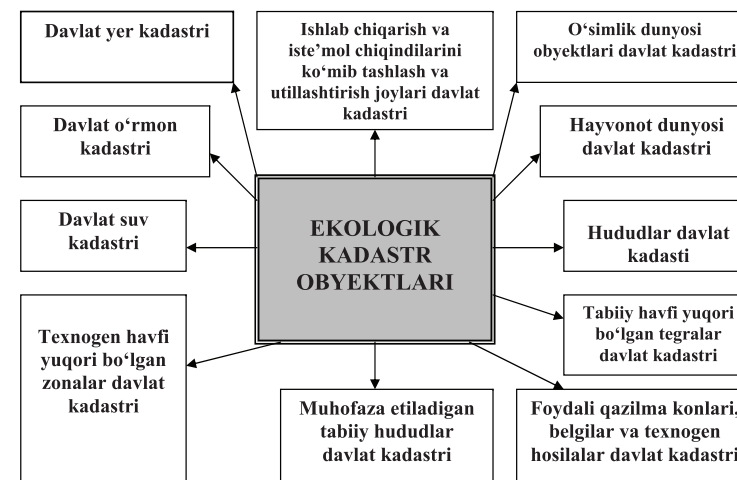 Davlat yer kadastri
Ishlab chiqarish va
iste’mol chiqindilarini
ko‘mib tashlash va
utillashtirish joylari davlat
kadastri
O‘simlik dunyosi
obyektlari davlat kadastri
Davlat o‘rmon
kadastri
Hayvonot dunyosi
davlat kadastri
Davlat suv
kadastri
EKOLOGIK
KADASTR
OBYEKTLARI
Hududlar davlat
kadasti
Texnogen havfi
yuqori bo‘lgan
zonalar davlat
kadastri
Tabiiy havfi yuqori
bo‘lgan tegralar
davlat kadastri
Muhofaza etiladigan
tabiiy hududlar
davlat kadastri
Foydali qazilma konlari,
belgilar va texnogen
hosilalar davlat kadastri